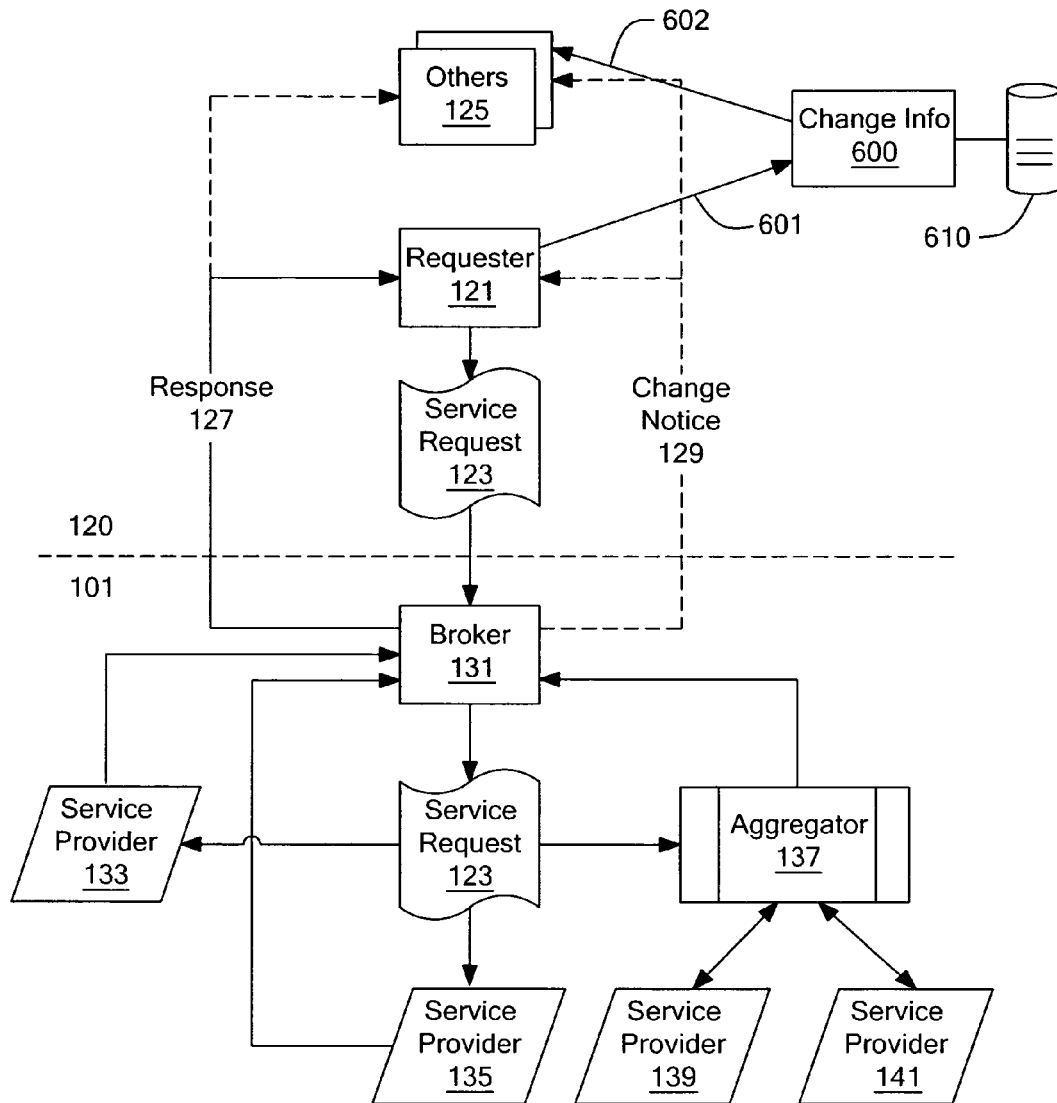 602
Others
125
Change Info
600
601
610
Requester
121
Response
127
Service
Request
123
Change
Notice
129
120
101
Broker
131
Service
Provider
133
Service
Request
123
Aggregator
137
Service
Provider
135
Service
Provider
139
Service
Provider
141